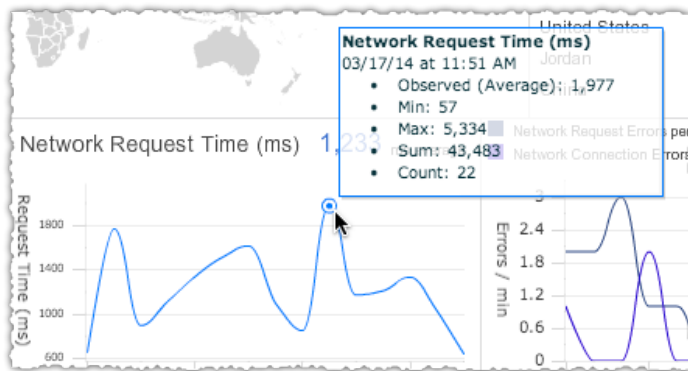 United States
Jordan
China
Network Request Time (ms)
03/17/14 at 11:51 AM
• Observed (Average): 1,977
• Min: 57
• Max: 5,334
• Sum: 43,483
• Count: 22
Network Request Errors per
Network Connection Errors
Network Request Time (ms) 1,233
Request Time (ms)
1800
1400
1000
600
Errors / min
3
2.4
1.8
1.2
0.6
0